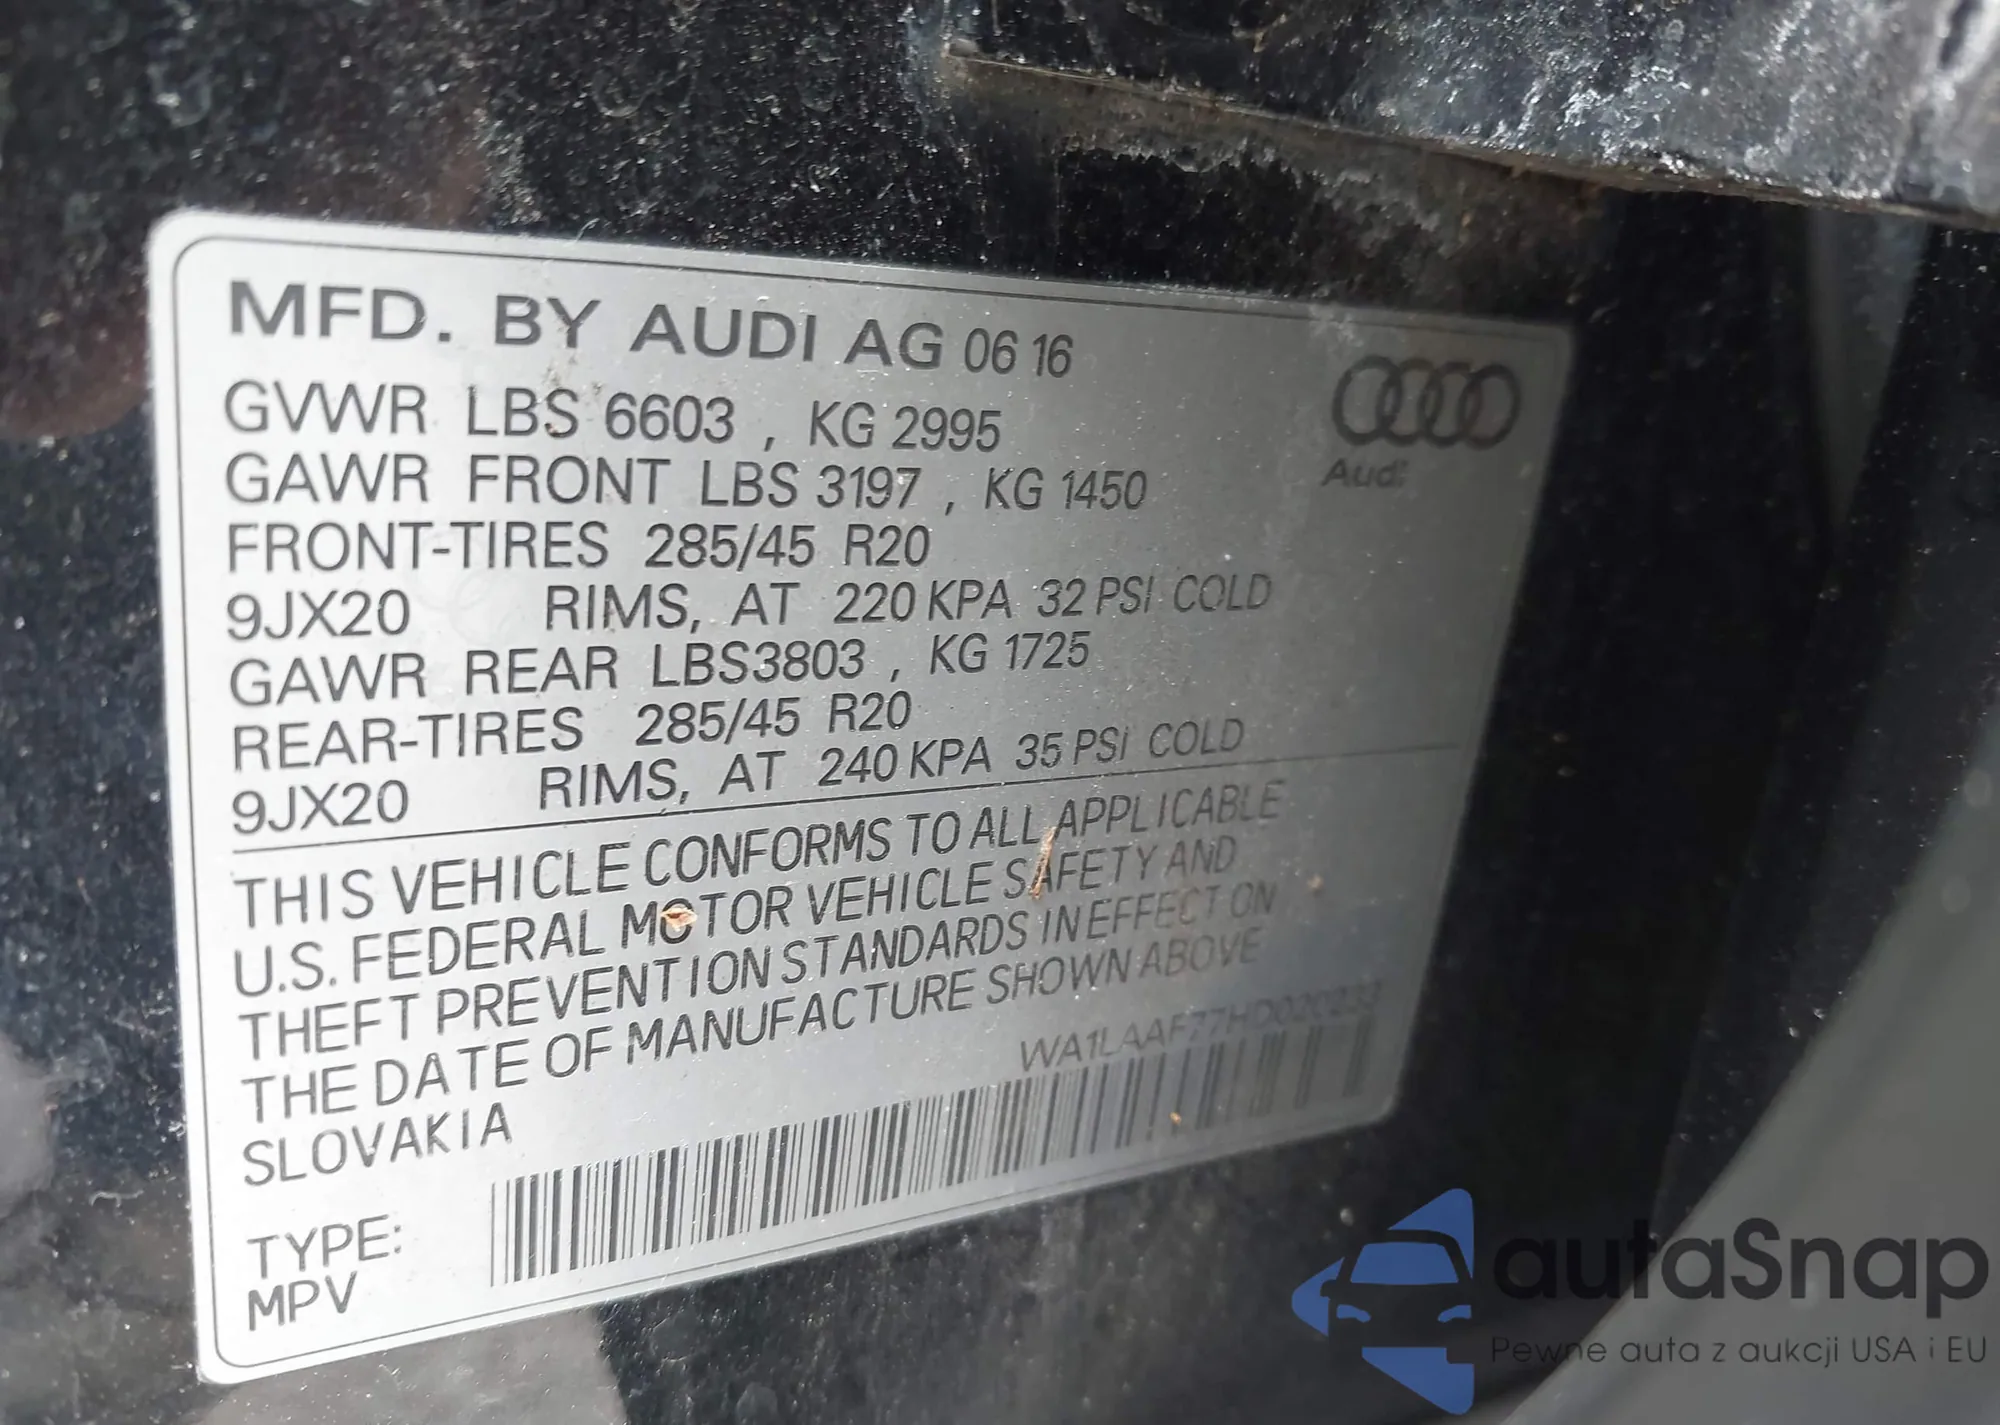 MFD. BY AUDI AG 06 16
GVWR LBS 6603 , KG 2995
GAWR FRONT LBS 3197 , KG 1450
FRONT-TIRES 285/45 R20
9JX20 RIMS, AT 220 KPA 32 PSI COLD
GAWR REAR LBS3803 , KG 1725
REAR-TIRES 285/45 R20
9JX20 RIMS, AT 240 KPA 35 PSI COLD
Audi
THIS VEHICLE CONFORMS TO ALL APPLICABLE
U.S. FEDERAL MOTOR VEHICLE SAFETY AND
THEFT PREVENTION STANDARDS IN EFFECT ON
THE DATE OF MANUFACTURE SHOWN ABOVE
SLOVAKIA
TYPE:
MPV
autaSnap
Pewne auta z aukcji USA i EU